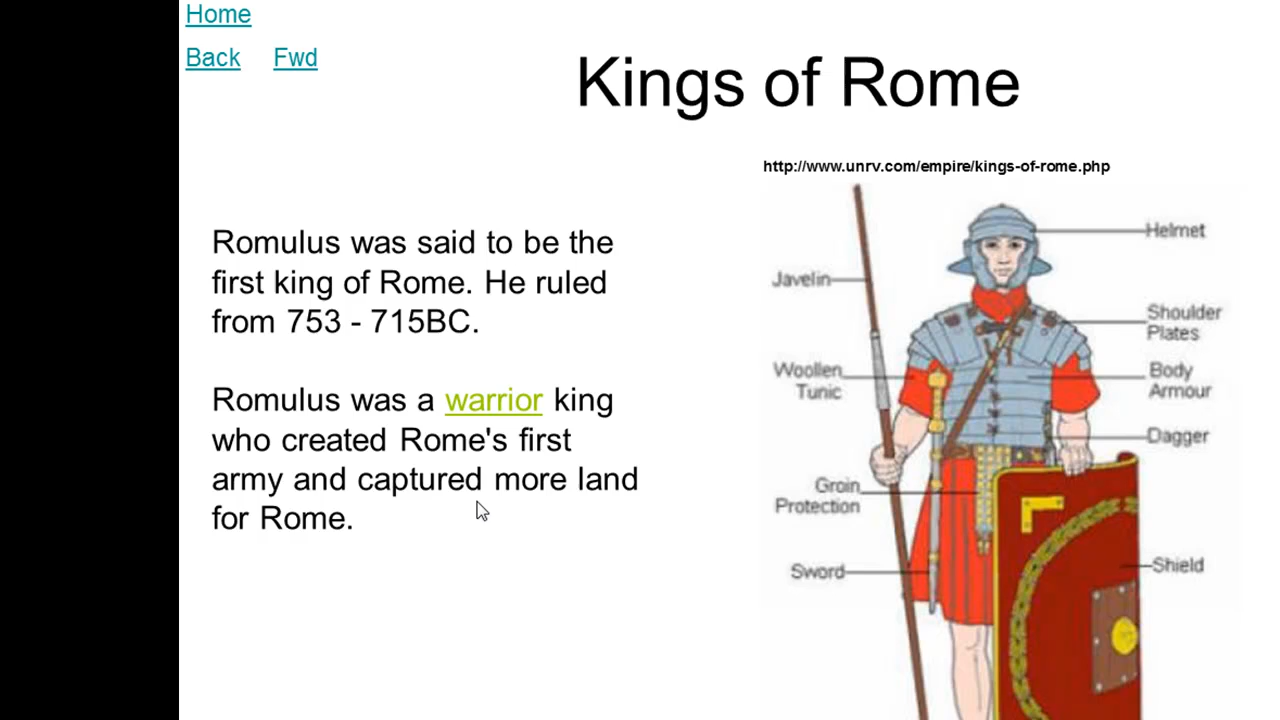 Home
Back Fwd
Kings of Rome
http://www.unrv.com/empire/kings-of-rome.php
Romulus was said to be the
first king of Rome. He ruled
from 753 - 715BC.
Romulus was a warrior king
who created Rome's first
army and captured more land
for Rome.
Helmet
Javelin
Shoulder
Plates
Woollen
Tunic
Body
Armour
Dagger
Groin
Protection
Sword
Shield